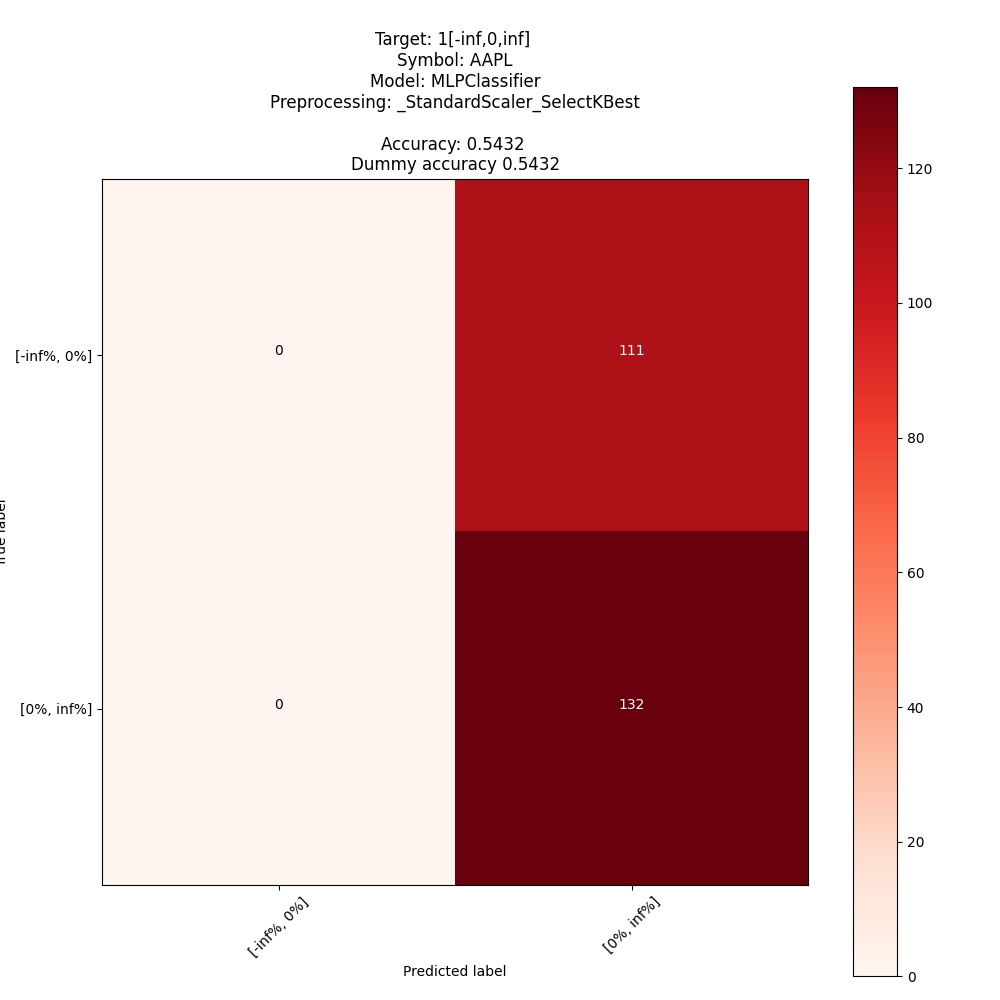 Target: 1[-inf,0,inf]
Symbol: AAPL
Model: MLPClassifier
Preprocessing: _StandardScaler_SelectKBest
Accuracy: 0.5432
Dummy accuracy 0.5432
120
100
80
60
40
20
0
[-inf%, 0%]
0
111
[0%, inf%]
0
132
label
[-inf%, 0%]
[0%, inf%]
Predicted label